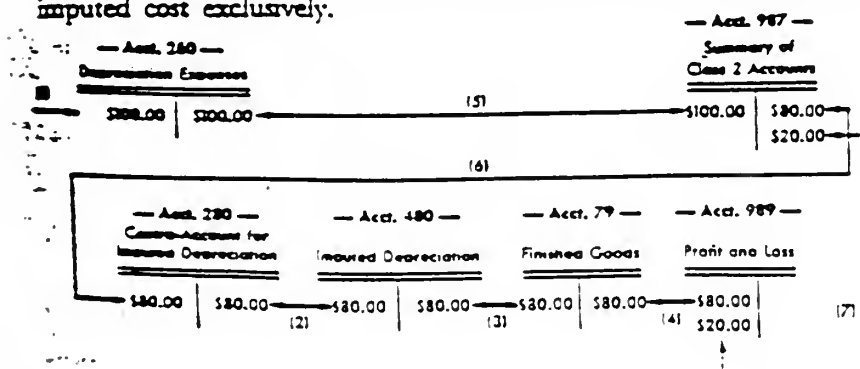 imputed cost exclusively.
— Acct. 987 —
— Acct. 260 — Summary of
Depreciation Expenses Class 2 Accounts
$100.00 $100.00 (5) $100.00 $80.00
$20.00
(6)
— Acct. 280 — — Acct. 480 — — Acct. 79 — — Acct. 989 —
Contra-Account for
Imputed Depreciation Imputed Depreciation Finished Goods Profit and Loss
$80.00 $80.00 $80.00 $80.00 $80.00 $80.00 $80.00
(2) (3) (4) $20.00 (7)